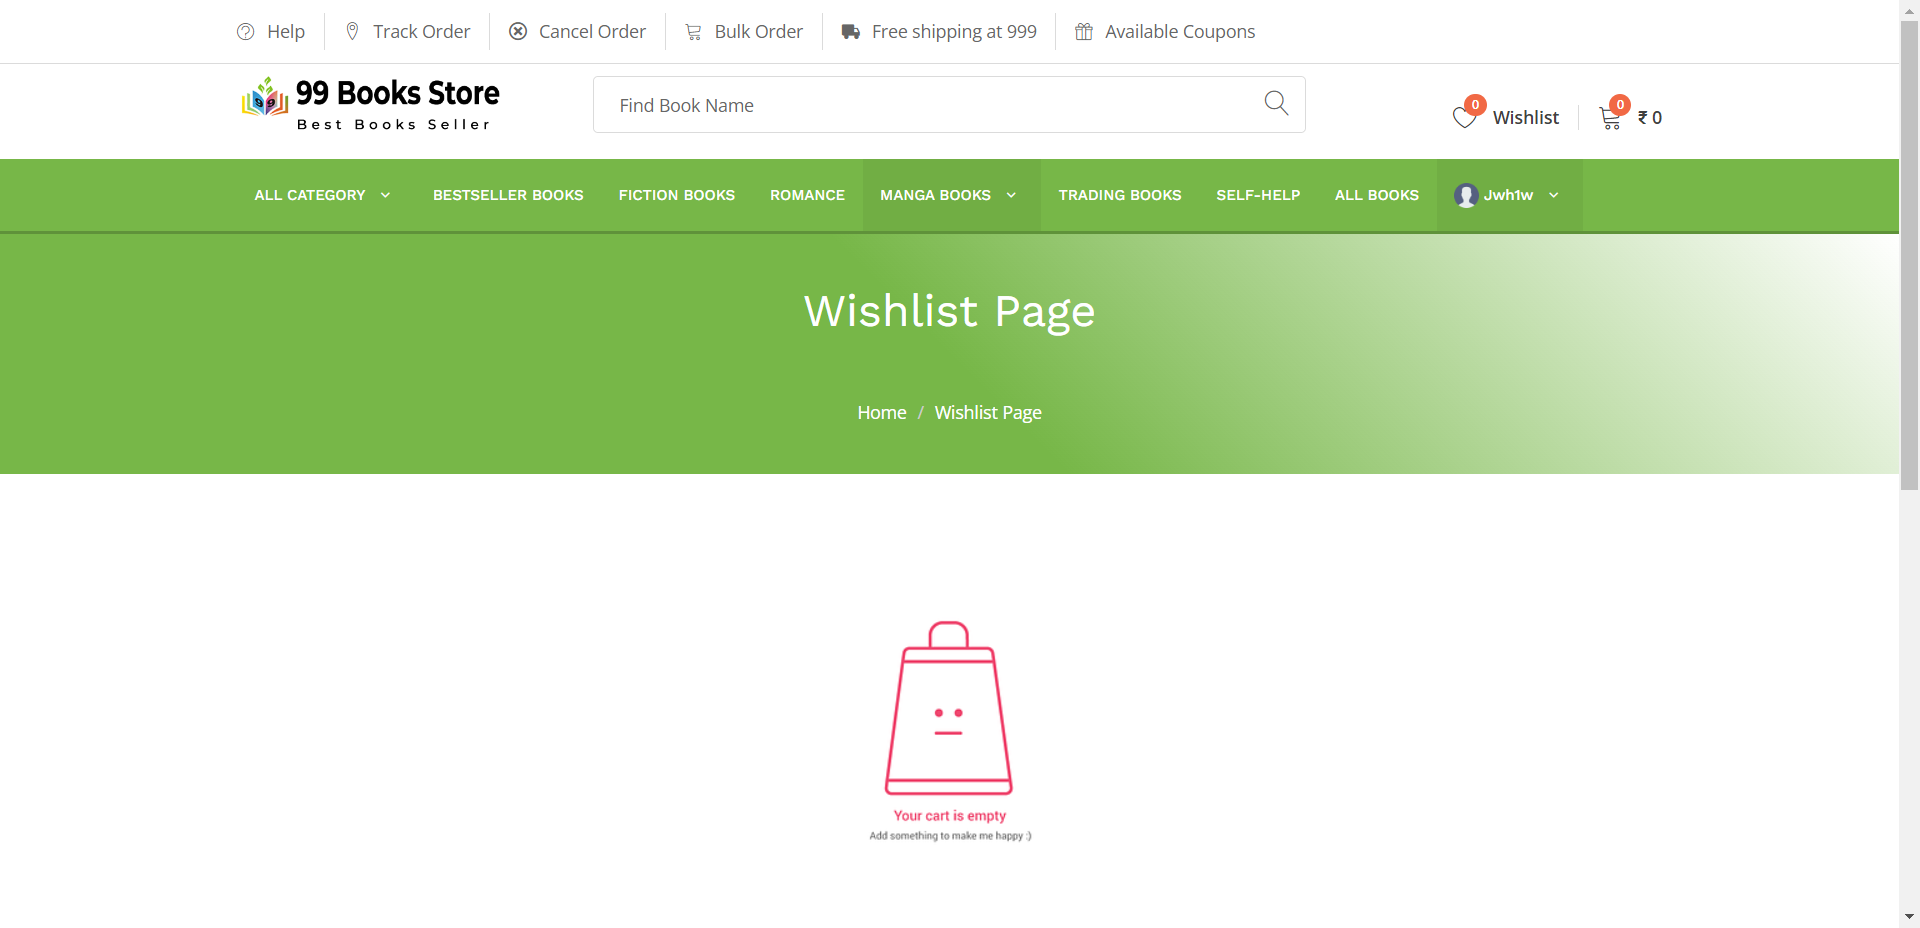 Help
Track Order
Cancel Order
Bulk Order
Free shipping at 999
Available Coupons
99 Books Store
Best Books Seller
Find Book Name
0
Wishlist
0
₹ 0
ALL CATEGORY
BESTSELLER BOOKS
FICTION BOOKS
ROMANCE
MANGA BOOKS
TRADING BOOKS
SELF-HELP
ALL BOOKS
Jwh1w
Wishlist Page
Home / Wishlist Page
Your cart is empty
Add something to make me happy :)